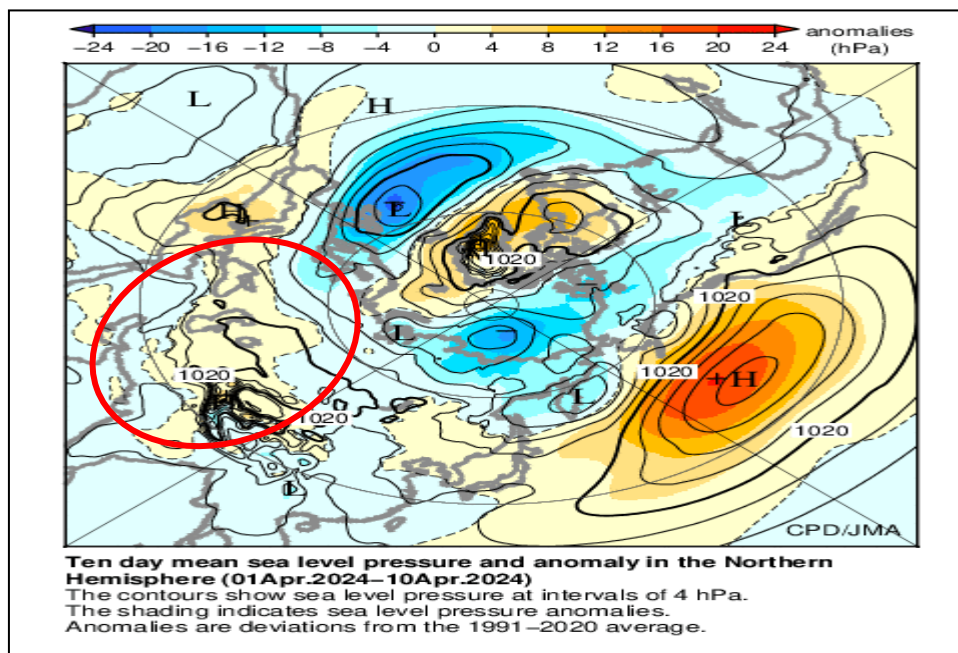 anomalies
−24 −20 −16 −12 −8 −4 0 4 8 12 16 20 24 (hPa)
L
H
L
L
H
1020
1020
L
1020
1020
H
L
1020
1020
L
CPD/JMA
Ten day mean sea level pressure and anomaly in the Northern
Hemisphere (01Apr.2024−10Apr.2024)
The contours show sea level pressure at intervals of 4 hPa.
The shading indicates sea level pressure anomalies.
Anomalies are deviations from the 1991−2020 average.